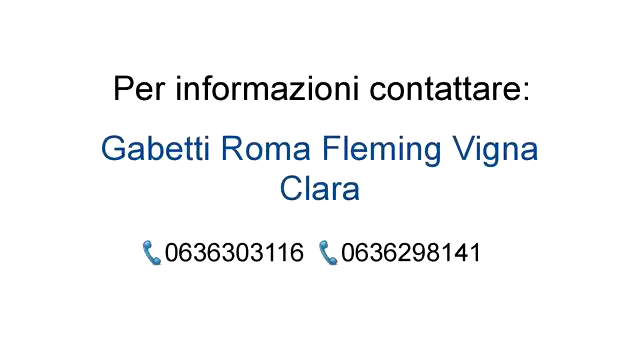 Per informazioni contattare:
Gabetti Roma Fleming Vigna
Clara
0636303116 0636298141